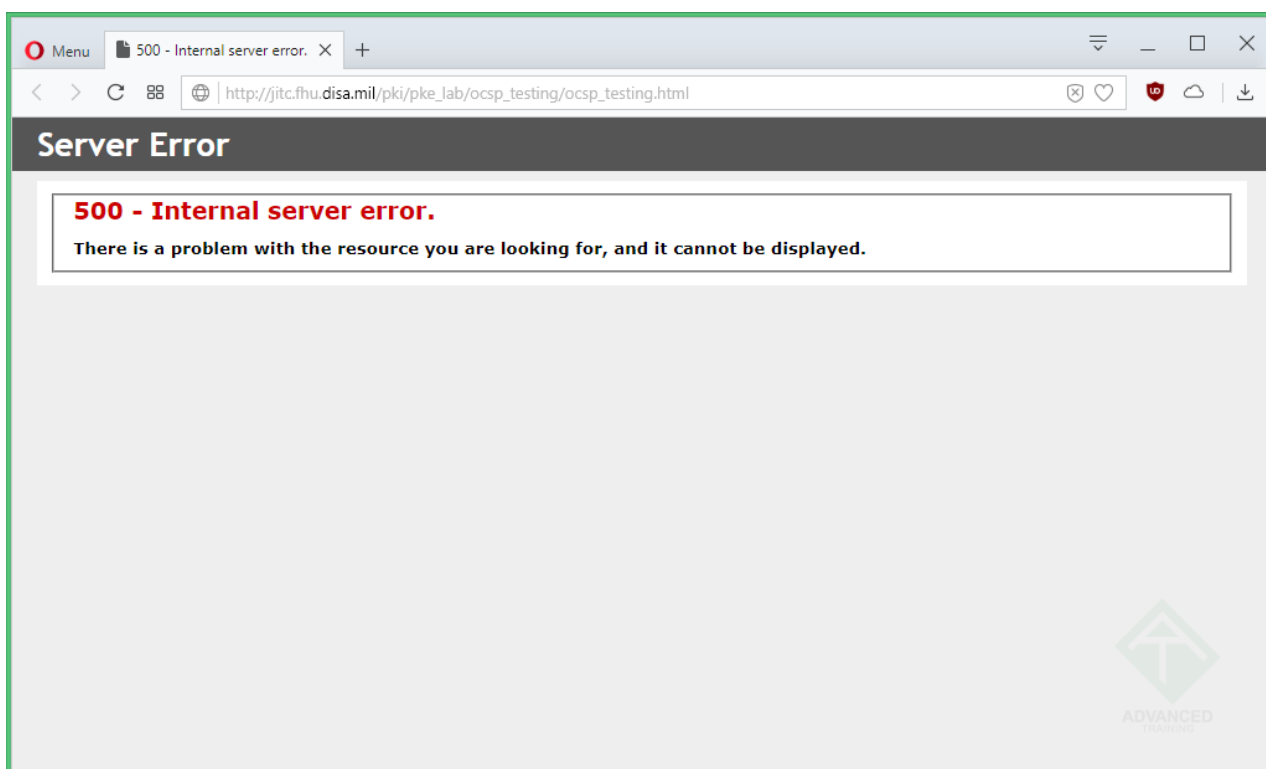 Menu
500 - Internal server error.
http://jitc.fhu.disa.mil/pki/pke_lab/ocsp_testing/ocsp_testing.html
Server Error
500 - Internal server error.
There is a problem with the resource you are looking for, and it cannot be displayed.
ADVANCED
TRAINING